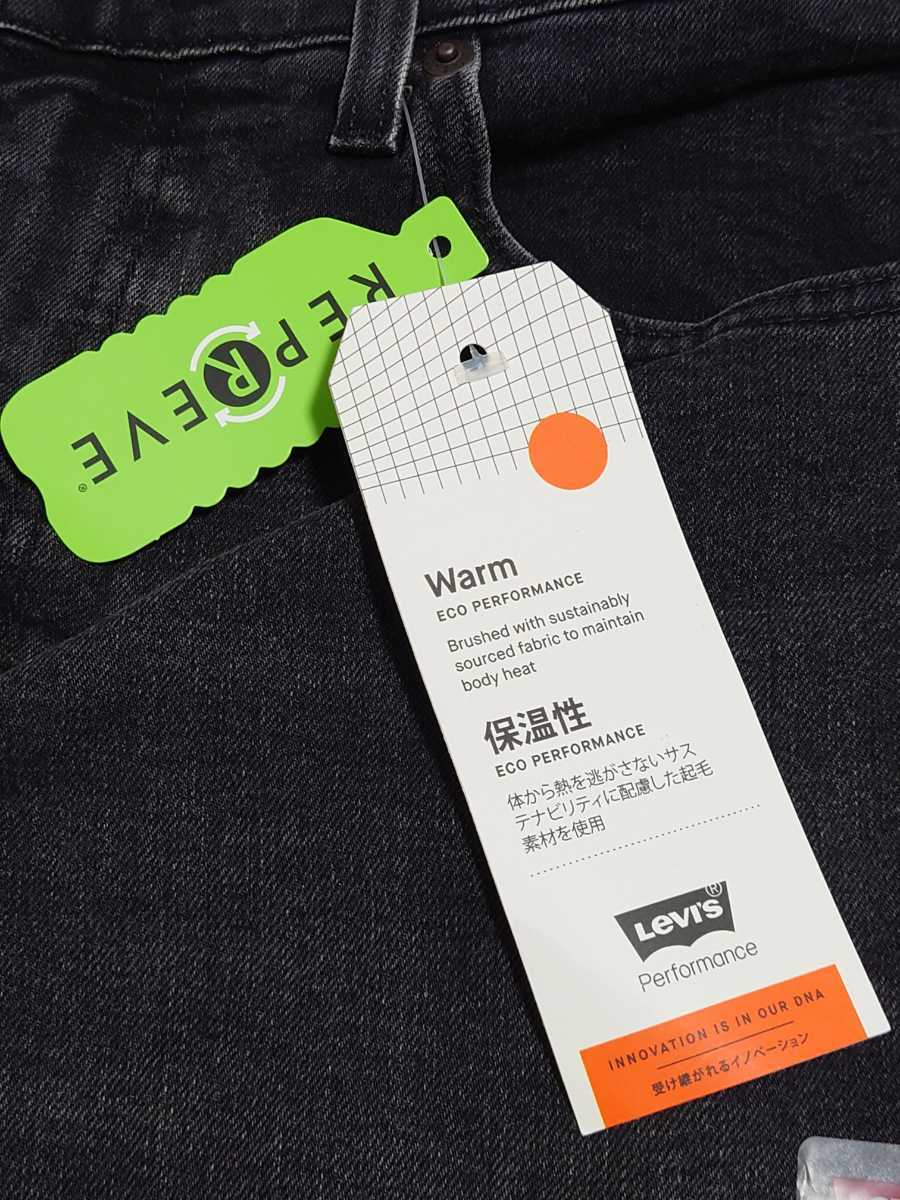 REPREVE®
Warm
ECO PERFORMANCE
Brushed with sustainably
sourced fabric to maintain
body heat
保温性
ECO PERFORMANCE
体から熱を逃がさないサス
テナビリティに配慮した起毛
素材を使用
Levi's®
Performance
INNOVATION IS IN OUR DNA
受け継がれるイノベーション